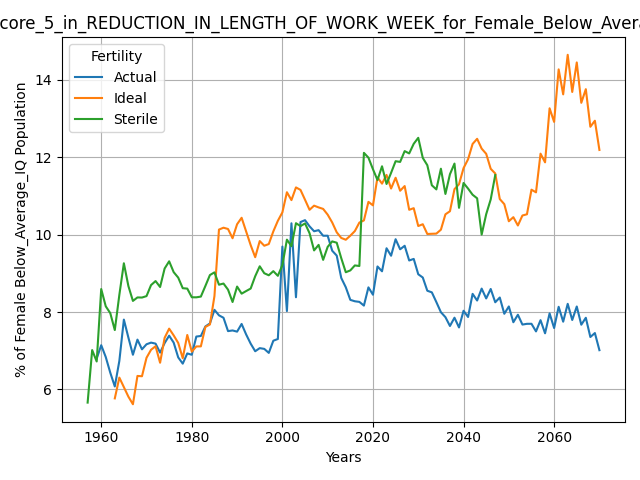 core_5_in_REDUCTION_IN_LENGTH_OF_WORK_WEEK_for_Female_Below_Avera
Fertility
Actual
Ideal
Sterile
% of Female Below_Average_IQ Population
14
12
10
8
6
1960 1980 2000 2020 2040 2060
Years